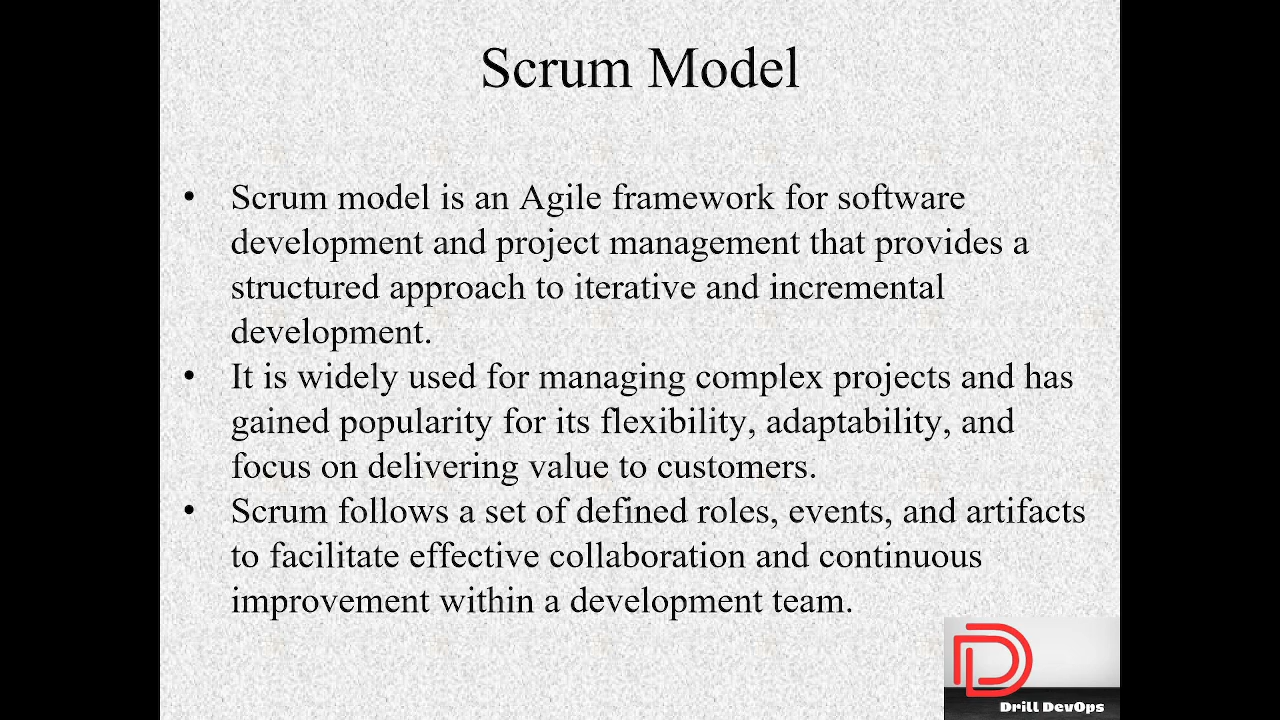 Scrum Model
• Scrum model is an Agile framework for software
development and project management that provides a
structured approach to iterative and incremental
development.
• It is widely used for managing complex projects and has
gained popularity for its flexibility, adaptability, and
focus on delivering value to customers.
• Scrum follows a set of defined roles, events, and artifacts
to facilitate effective collaboration and continuous
improvement within a development team.
Drill DevOps